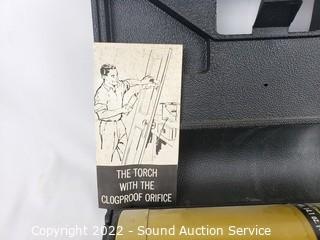 THE TORCH
WITH THE
CLOGPROOF ORIFICE
Copyright 2022 - Sound Auction Service